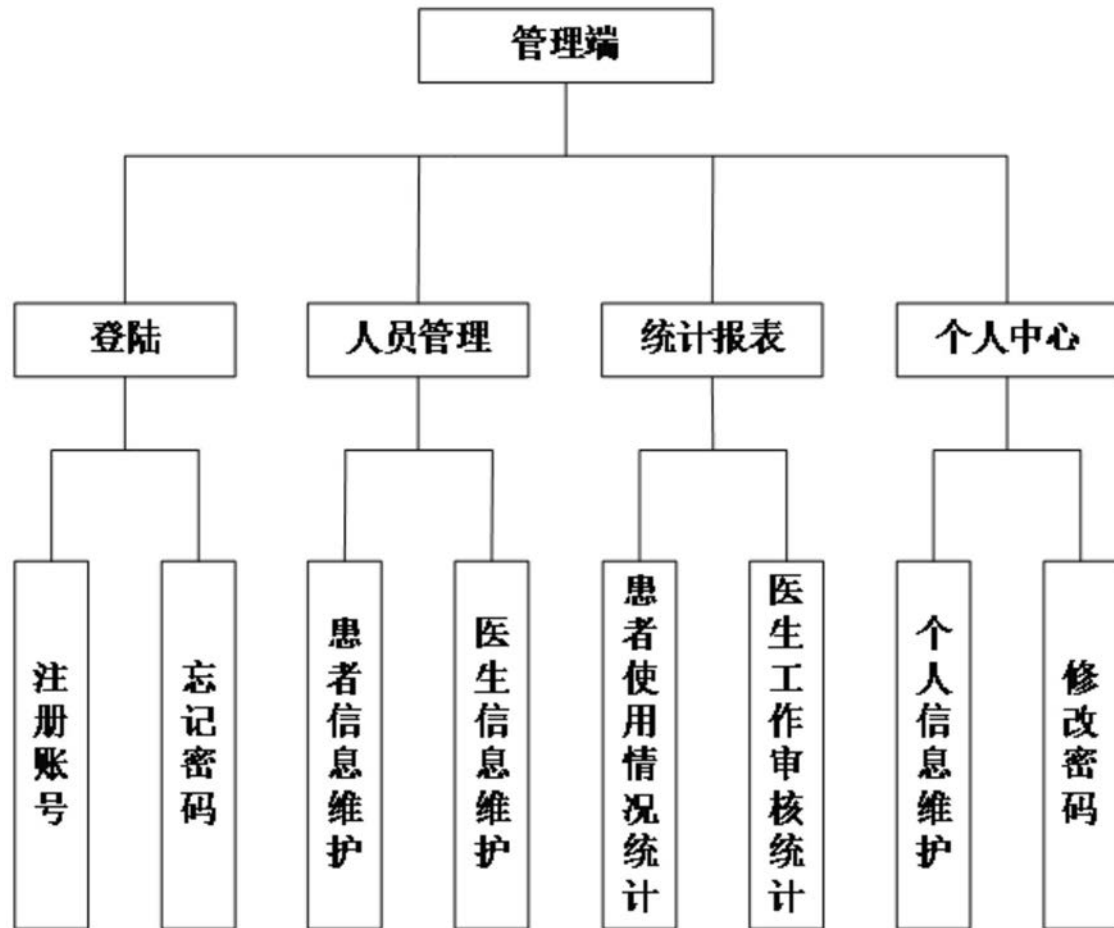 管理端
登陆
人员管理
统计报表
个人中心
注册账号
忘记密码
患者信息维护
医生信息维护
患者使用情况统计
医生工作审核统计
个人信息维护
修改密码